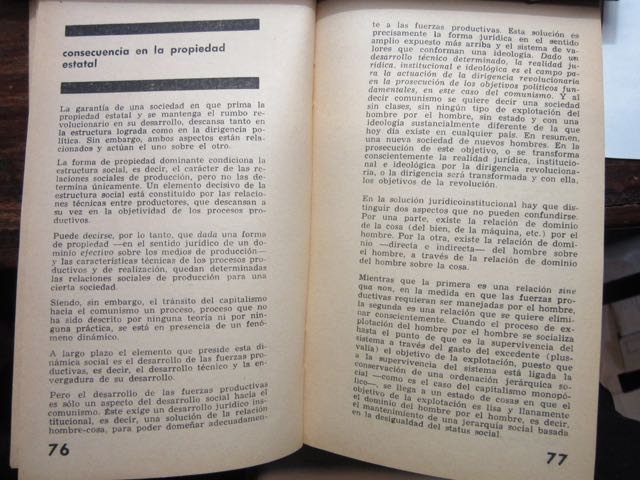 consecuencia en la propiedad
estatal
La garantía de una sociedad en que prima la
propiedad estatal y se mantenga el rumbo re-
volucionario en su desarrollo, descansa tanto en
la estructura lograda como en la dirigencia po-
lítica. Sin embargo, ambos aspectos están rela-
cionados y actúan el uno sobre el otro.
La forma de propiedad dominante condiciona la
estructura social, es decir, el carácter de las re-
laciones sociales de producción, pero no las de-
termina únicamente. Un elemento decisivo de la
estructura social está constituido por las relacio-
nes técnicas entre productores, que descansan a
su vez en la objetividad de los procesos pro-
ductivos.
Puede decirse, por lo tanto, que dada una forma
de propiedad —en el sentido jurídico de un do-
minio efectivo sobre los medios de producción—
y las características técnicas de los procesos pro-
ductivos y de realización, quedan determinadas
las relaciones sociales de producción para una
cierta sociedad.
Siendo, sin embargo, el tránsito del capitalismo
hacia el comunismo un proceso, proceso que no
ha sido descrito por ninguna teoría ni por nin-
guna práctica, se está en presencia de un fenó-
meno dinámico.
A largo plazo el elemento que preside esta di-
námica social es el desarrollo de las fuerzas pro-
ductivas, es decir, el desarrollo técnico y la en-
vergadura de su desarrollo.
Pero el desarrollo de las fuerzas productivas
es sólo un aspecto del desarrollo social hacia el
comunismo. Este exige un desarrollo jurídico ins-
titucional, es decir, una solución de la relación
hombre-cosa, para poder domeñar adecuadamen-
76
te a las fuerzas productivas. Esta solución es
precisamente la forma jurídica en el sentido
amplio expuesto más arriba y el sistema de va-
lores que conforman una ideología. Dado un
desarrollo técnico determinado, la realidad ju-
rídica, institucional e ideológica es el campo pa-
ra la actuación de la dirigencia revolucionaria
en la prosecución de los objetivos políticos fun-
damentales, en este caso del comunismo. Y al
decir comunismo se quiere decir una sociedad
sin clases, sin ningún tipo de explotación del
hombre por el hombre, sin estado y con una
ideología sustancialmente diferente de la que
hoy día existe en cualquier país. En resumen,
una nueva sociedad de nuevos hombres. En la
prosecución de este objetivo, o se transforma
conscientemente la realidad jurídica, institucio-
nal e ideológica por la dirigencia revoluciona-
ria, o la dirigencia será transformada y con ella,
los objetivos de la revolución.
En la solución jurídicoinstitucional hay que dis-
tinguir dos aspectos que no pueden confundirse.
Por una parte, existe la relación de dominio
de la cosa (del bien, de la máquina, etc.) por el
hombre. Por la otra, existe la relación de domi-
nio —directa e indirecta— del hombre sobre
el hombre, a través de la relación de dominio
del hombre sobre la cosa.
Mientras que la primera es una relación sine
qua non, en la medida en que las fuerzas pro-
ductivas requieran ser manejadas por el hombre,
la segunda es una relación que se quiere elimi-
nar conscientemente. Cuando el proceso de ex-
plotación del hombre por el hombre se socializa
hasta el punto de que es la supervivencia del
sistema a través del gasto del excedente (plus-
valía) el objetivo de la explotación, puesto que
a la supervivencia del sistema está ligada la
conservación de una ordenación jerárquica so-
cial —como es el caso del capitalismo monopó-
lico—, se llega a un estado de cosas en que el
objetivo de la explotación es lisa y llanamente
el dominio del hombre por el hombre, es decir,
el mantenimiento de una jerarquía social basada
en la desigualdad del status social.
77